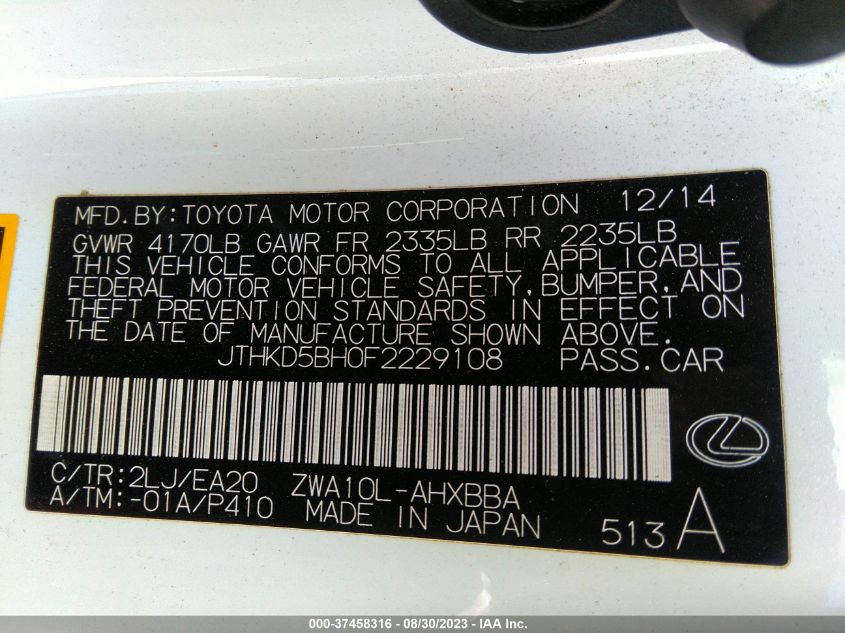 MFD.BY:TOYOTA MOTOR CORPORATION 12/14
GVWR 4170LB GAWR FR 2335LB RR 2235LB
THIS VEHICLE CONFORMS TO ALL APPLICABLE
FEDERAL MOTOR VEHICLE SAFETY,BUMPER,AND
THEFT PREVENTION STANDARDS IN EFFECT ON
THE DATE OF MANUFACTURE SHOWN ABOVE.
JTHKD5BH0F2229108 PASS.CAR
C/TR:2LJ/EA20 ZWA10L-AHXBBA
A/TM:-01A/P410 MADE IN JAPAN 513 A
000-37458316 - 08/30/2023 - IAA Inc.